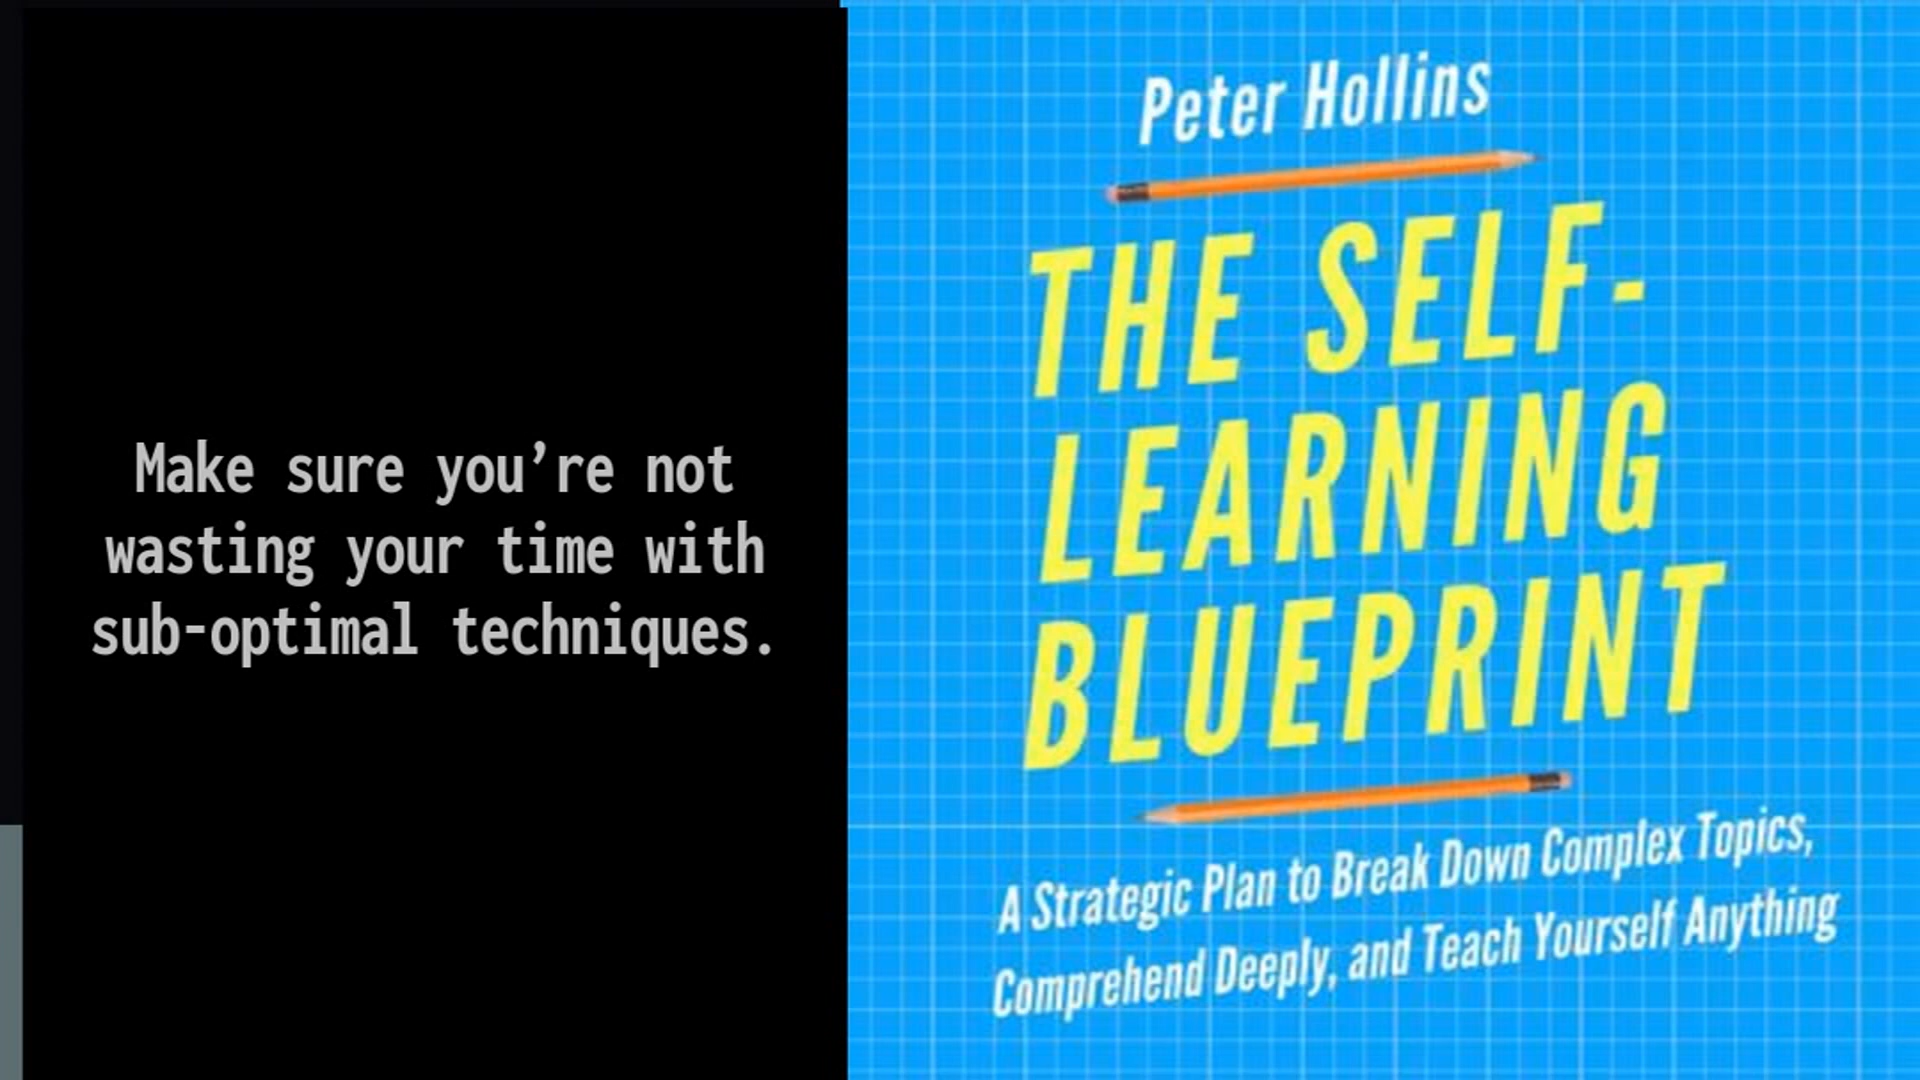 Make sure you’re not
wasting your time with
sub-optimal techniques.
Peter Hollins
THE SELF-
LEARNING
BLUEPRINT
A Strategic Plan to Break Down Complex Topics,
Comprehend Deeply, and Teach Yourself Anything